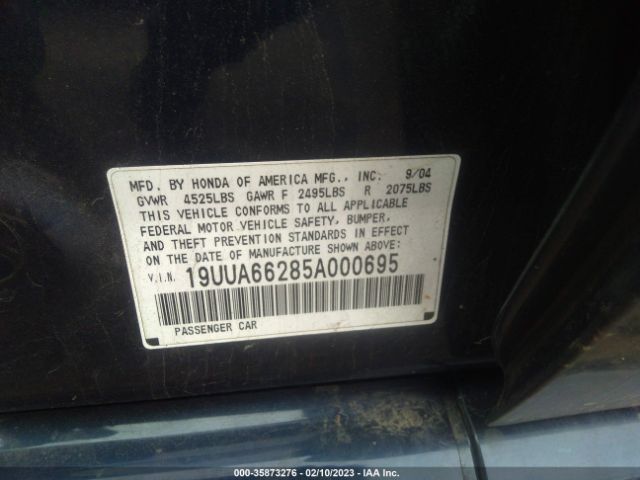 MFD. BY HONDA OF AMERICA MFG., INC. 9/04
GVWR 4525LBS GAWR F 2495LBS R 2075LBS
THIS VEHICLE CONFORMS TO ALL APPLICABLE
FEDERAL MOTOR VEHICLE SAFETY, BUMPER,
AND THEFT PREVENTION STANDARDS IN EFFECT
ON THE DATE OF MANUFACTURE SHOWN ABOVE:
V.I.N. 19UUA66285A000695
PASSENGER CAR
000-35873276 - 02/10/2023 - IAA Inc.